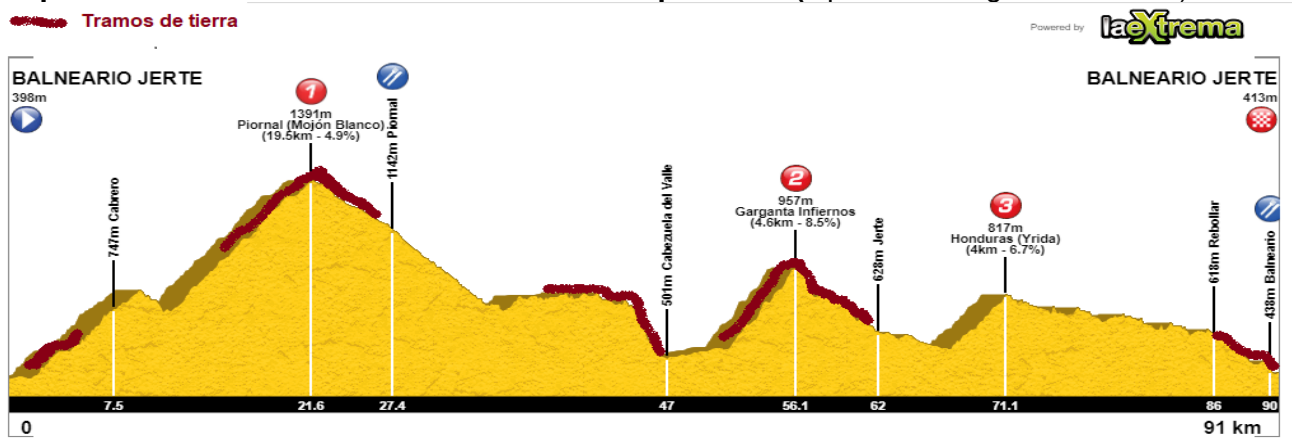 Tramos de tierra
Powered by laeXtrema
BALNEARIO JERTE
398m
BALNEARIO JERTE
413m
747m Cabrero
1
1391m
Piornal (Mojón Blanco)
(19.5km - 4.9%)
1142m Piornal
501m Cabezuela del Valle
2
957m
Garganta Infiernos
(4.6km - 8.5%)
628m Jerte
3
817m
Honduras (Yrida)
(4km - 6.7%)
618m Rebollar
438m Balneario
7.5 21.6 27.4 47 56.1 62 71.1 86 90
0 91 km